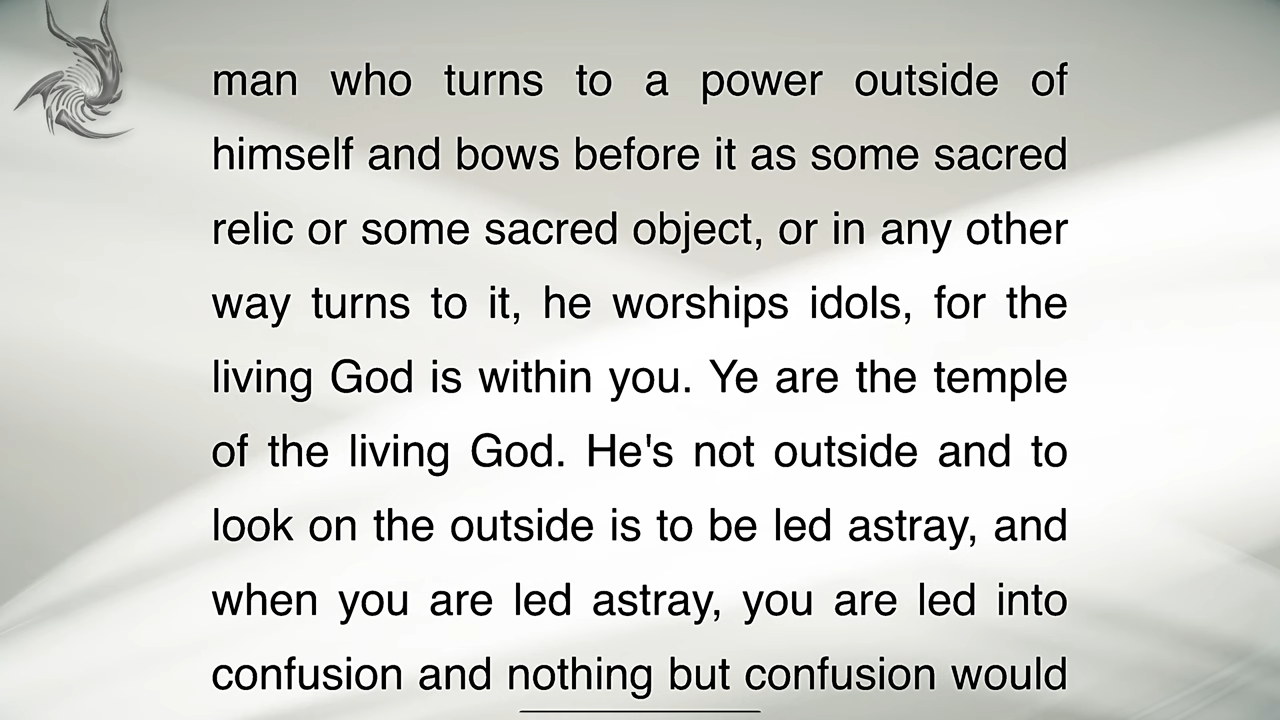 man who turns to a power outside of
himself and bows before it as some sacred
relic or some sacred object, or in any other
way turns to it, he worships idols, for the
living God is within you. Ye are the temple
of the living God. He's not outside and to
look on the outside is to be led astray, and
when you are led astray, you are led into
confusion and nothing but confusion would